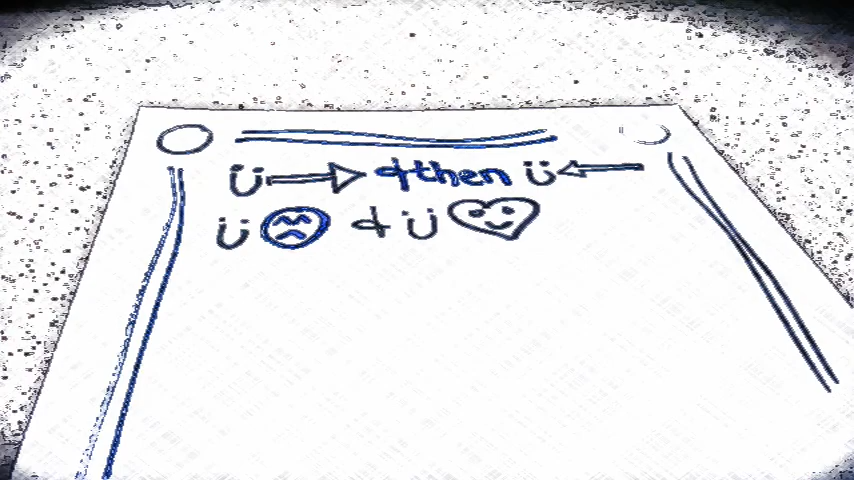 ü → & then ü ←
ü & ü